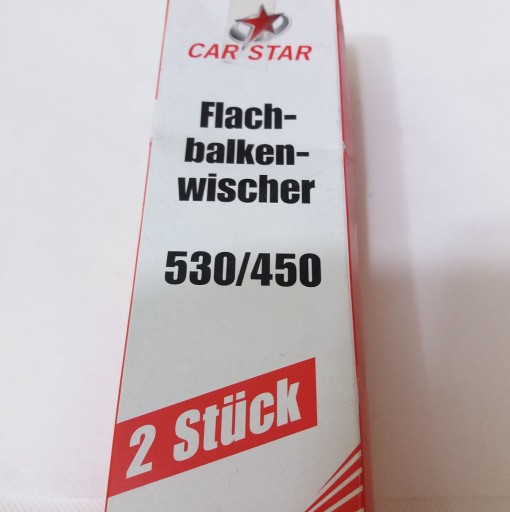 CAR STAR
Flach-
balken-
wischer
530/450
2 Stück